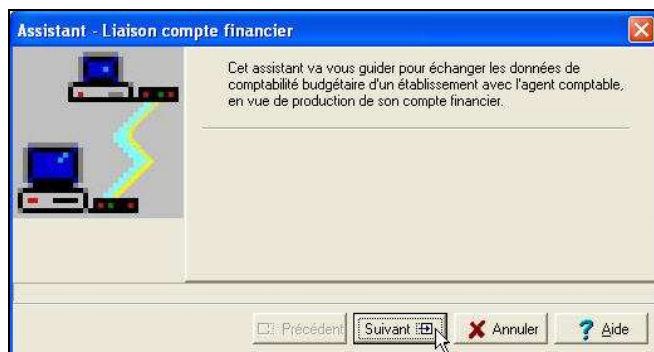 Assistant - Liaison compte financier
Cet assistant va vous guider pour échanger les données de
comptabilité budgétaire d'un établissement avec l'agent comptable,
en vue de production de son compte financier.
Précédent Suivant Annuler Aide